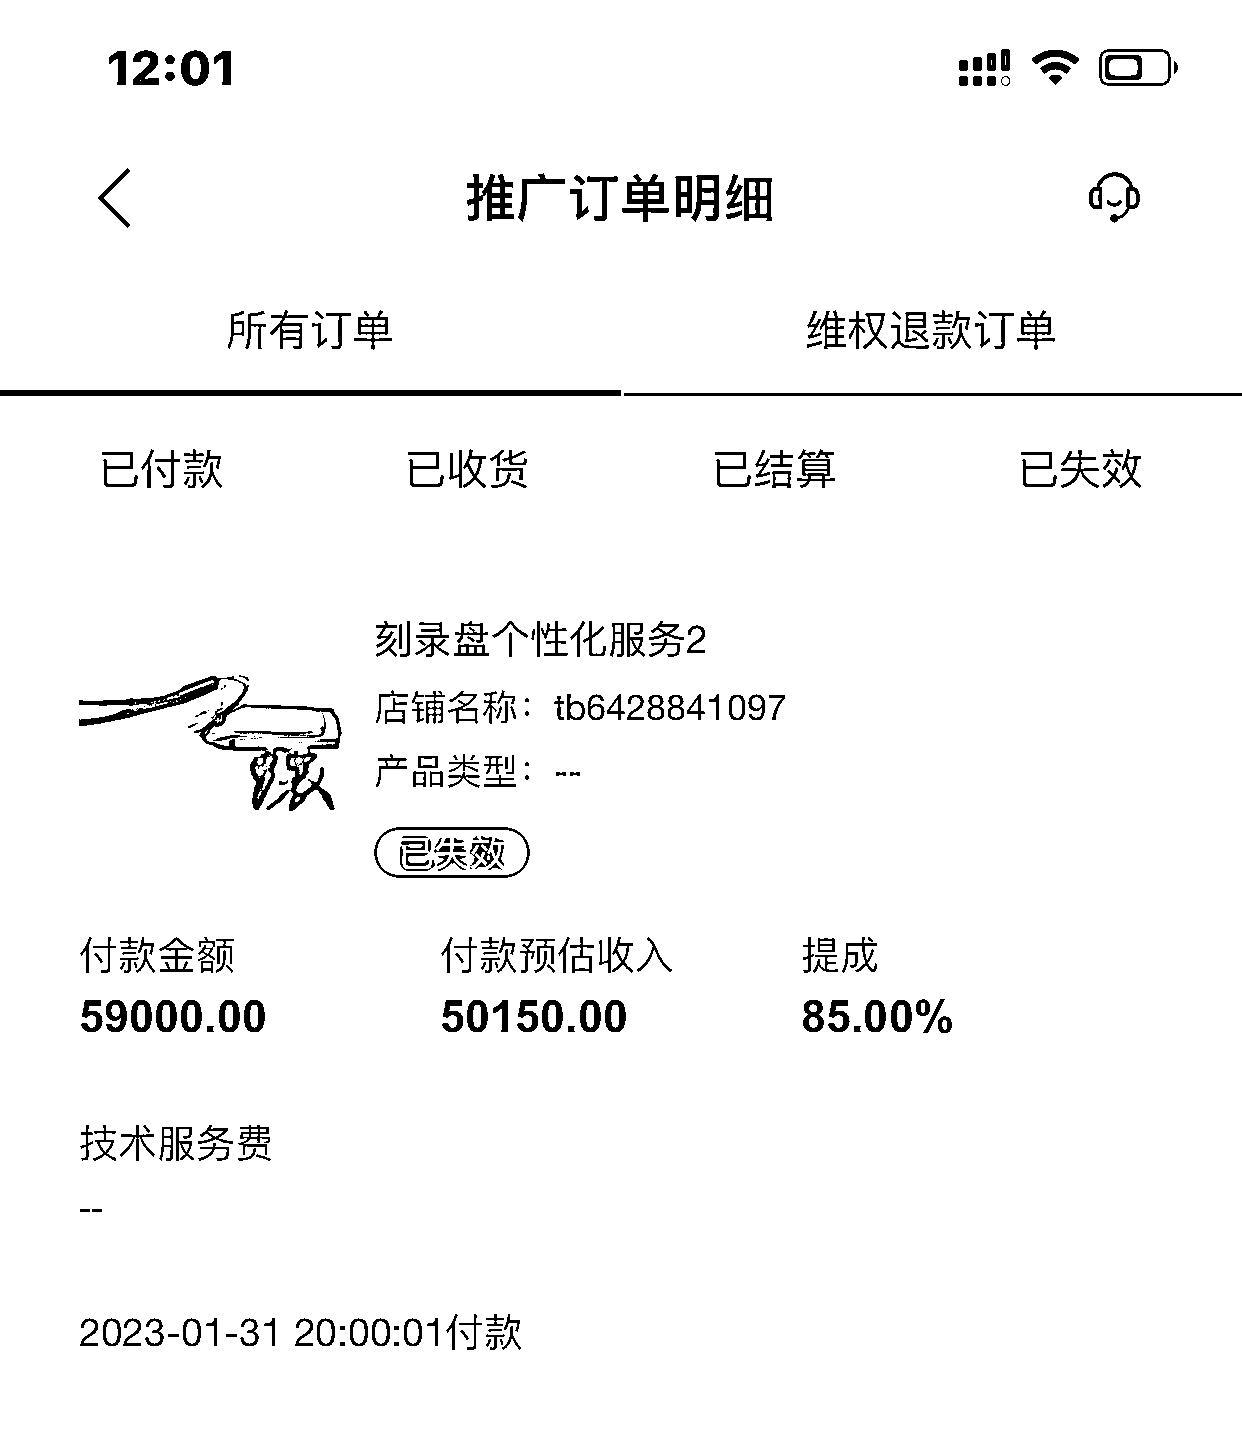 12:01
推广订单明细
所有订单 维权退款订单
已付款 已收货 已结算 已失效
刻录盘个性化服务2
店铺名称：tb6428841097
产品类型：--
已失效
付款金额 付款预估收入 提成
59000.00 50150.00 85.00%
技术服务费
--
2023-01-31 20:00:01付款